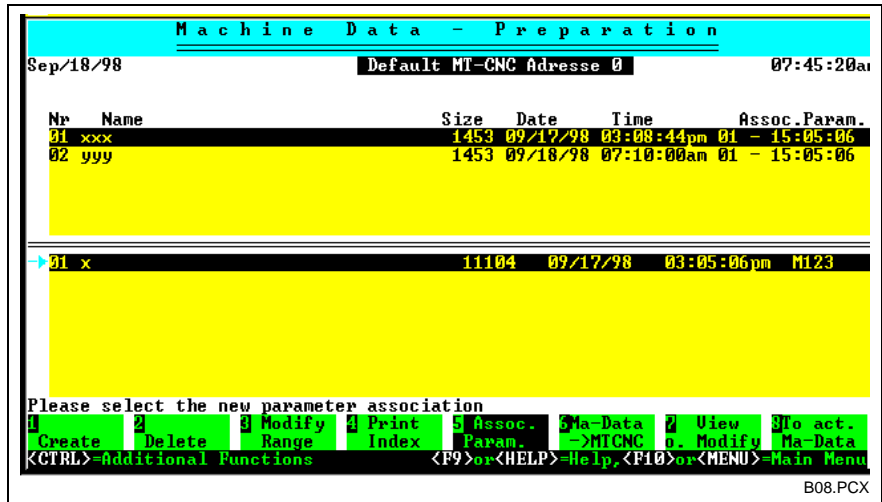 Machine Data - Preparation
Sep/18/98 Default MT-CNC Adresse 0 07:45:20a
Nr Name Size Date Time Assoc.Param.
01 xxx 1453 09/17/98 03:08:44pm 01 - 15:05:06
02 yyy 1453 09/18/98 07:10:00am 01 - 15:05:06
01 x 11104 09/17/98 03:05:06pm M123
Please select the new parameter association
1 2 3 Modify 4 Print 5 Assoc. 6Ma-Data 7 View 8To act.
Create Delete Range Index Param. ->MTCNC o. Modify Ma-Data
<CTRL>=Additional Functions <F9>or<HELP>=Help,<F10>or<MENU>=Main Menu
B08.PCX